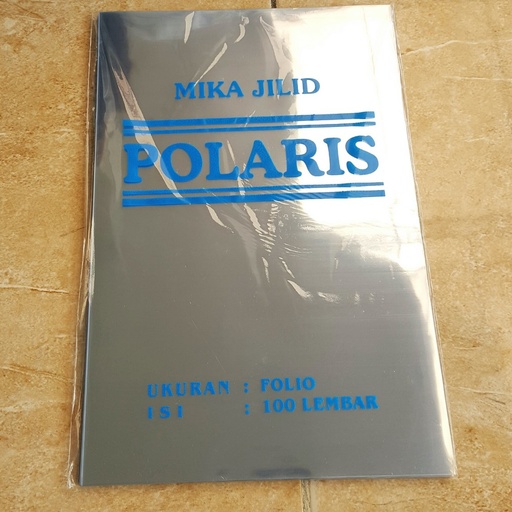 MIKA JILID
POLARIS
UKURAN : FOLIO
ISI : 100 LEMBAR